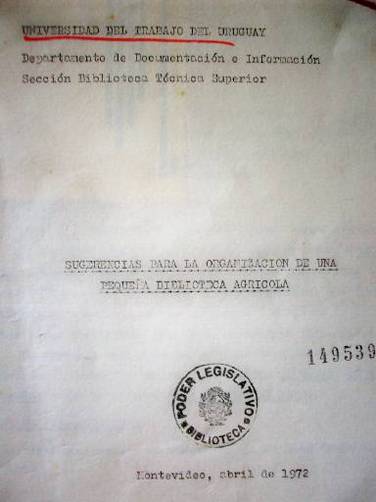 UNIVERSIDAD DEL TRABAJO DEL URUGUAY
Departamento de Documentación e Información
Sección Biblioteca Técnica Superior
SUGERENCIAS PARA LA ORGANIZACION DE UNA
PEQUEÑA BIBLIOTECA AGRICOLA
149539
PODER LEGISLATIVO
BIBLIOTECA
Montevideo, abril de 1972